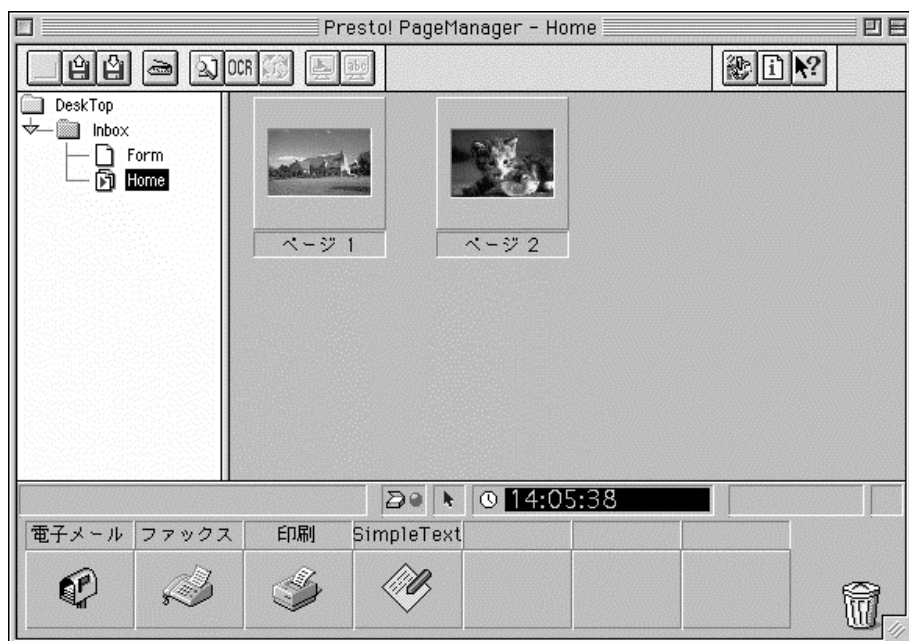 Presto! PageManager - Home
OCR
abc
?
DeskTop
Inbox
Form
Home
ページ 1
ページ 2
14:05:38
電子メール
ファックス
印刷
SimpleText